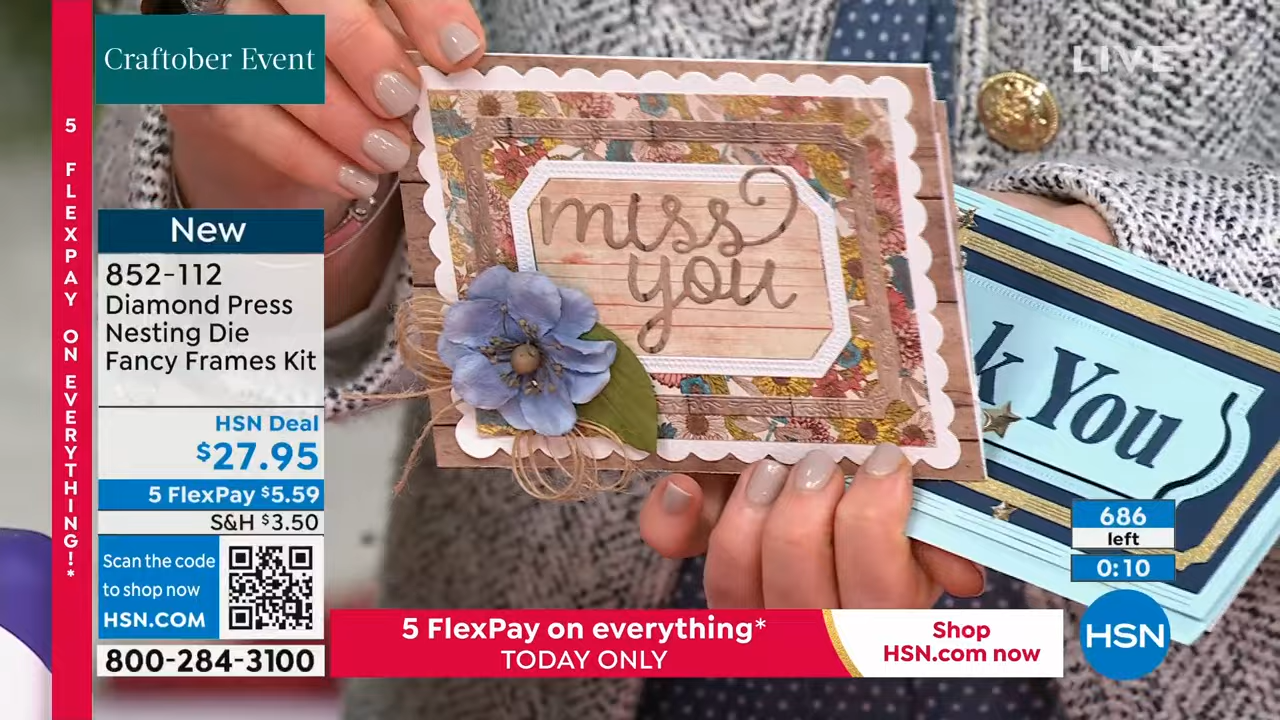 Craftober Event
LIVE
5 FLEXPAY ON EVERYTHING!*
New
852-112
Diamond Press
Nesting Die
Fancy Frames Kit
HSN Deal
$27.95
5 FlexPay $5.59
S&H $3.50
Scan the code
to shop now
HSN.COM
800-284-3100
miss
you
k You
686
left
0:10
5 FlexPay on everything*
TODAY ONLY
Shop
HSN.com now
HSN